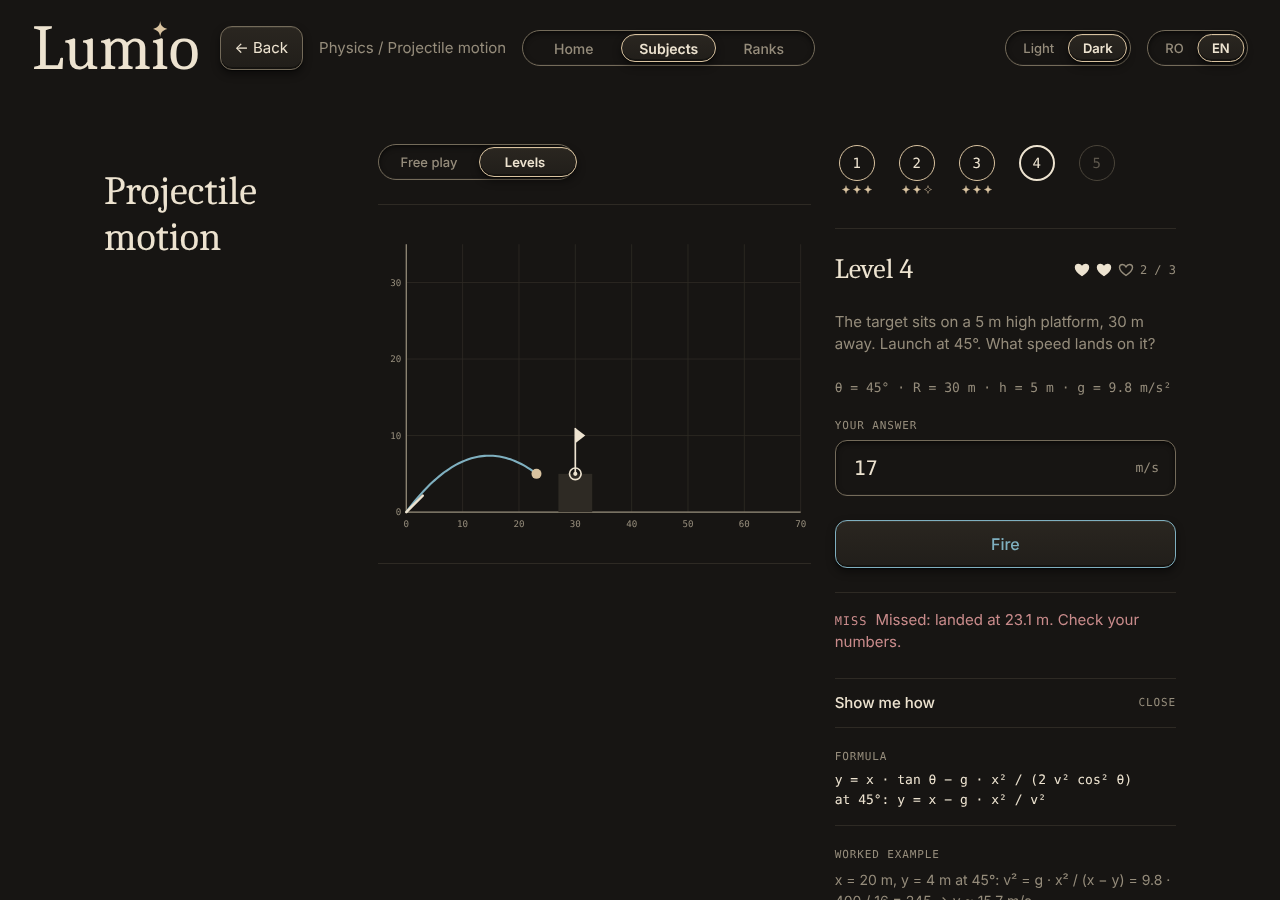 Lumio
← Back
Physics / Projectile motion
Home
Subjects
Ranks
Light
Dark
RO
EN
Projectile
motion
Free play
Levels
30
20
10
0
0
10
20
30
40
50
60
70
1
2
3
4
5
✦✦✦
✦✦✧
✦✦✦
Level 4
2 / 3
The target sits on a 5 m high platform, 30 m
away. Launch at 45°. What speed lands on it?
θ = 45° · R = 30 m · h = 5 m · g = 9.8 m/s²
YOUR ANSWER
17
m/s
Fire
MISS Missed: landed at 23.1 m. Check your
numbers.
Show me how
CLOSE
FORMULA
y = x · tan θ − g · x² / (2 v² cos² θ)
at 45°: y = x − g · x² / v²
WORKED EXAMPLE
x = 20 m, y = 4 m at 45°: v² = g · x² / (x − y) = 9.8 ·
400 / 16 = 245 → v ≈ 15.7 m/s